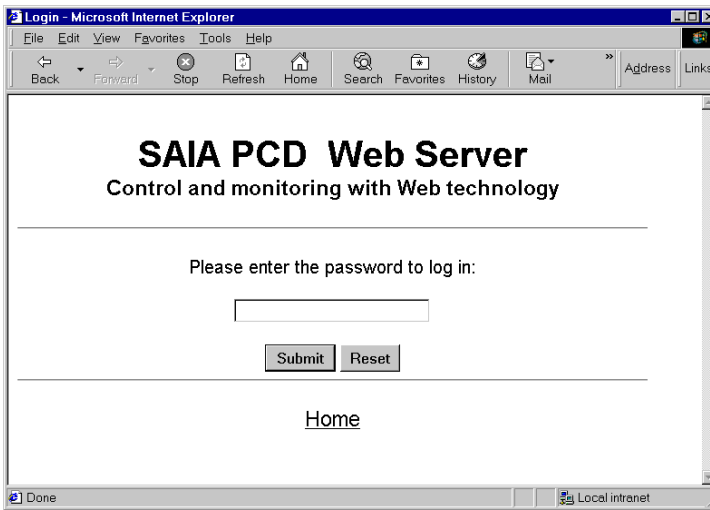 Login - Microsoft Internet Explorer
File Edit View Favorites Tools Help
Back Forward Stop Refresh Home Search Favorites History Mail » Address Links
SAIA PCD Web Server
Control and monitoring with Web technology
Please enter the password to log in:
Submit Reset
Home
Done Local intranet